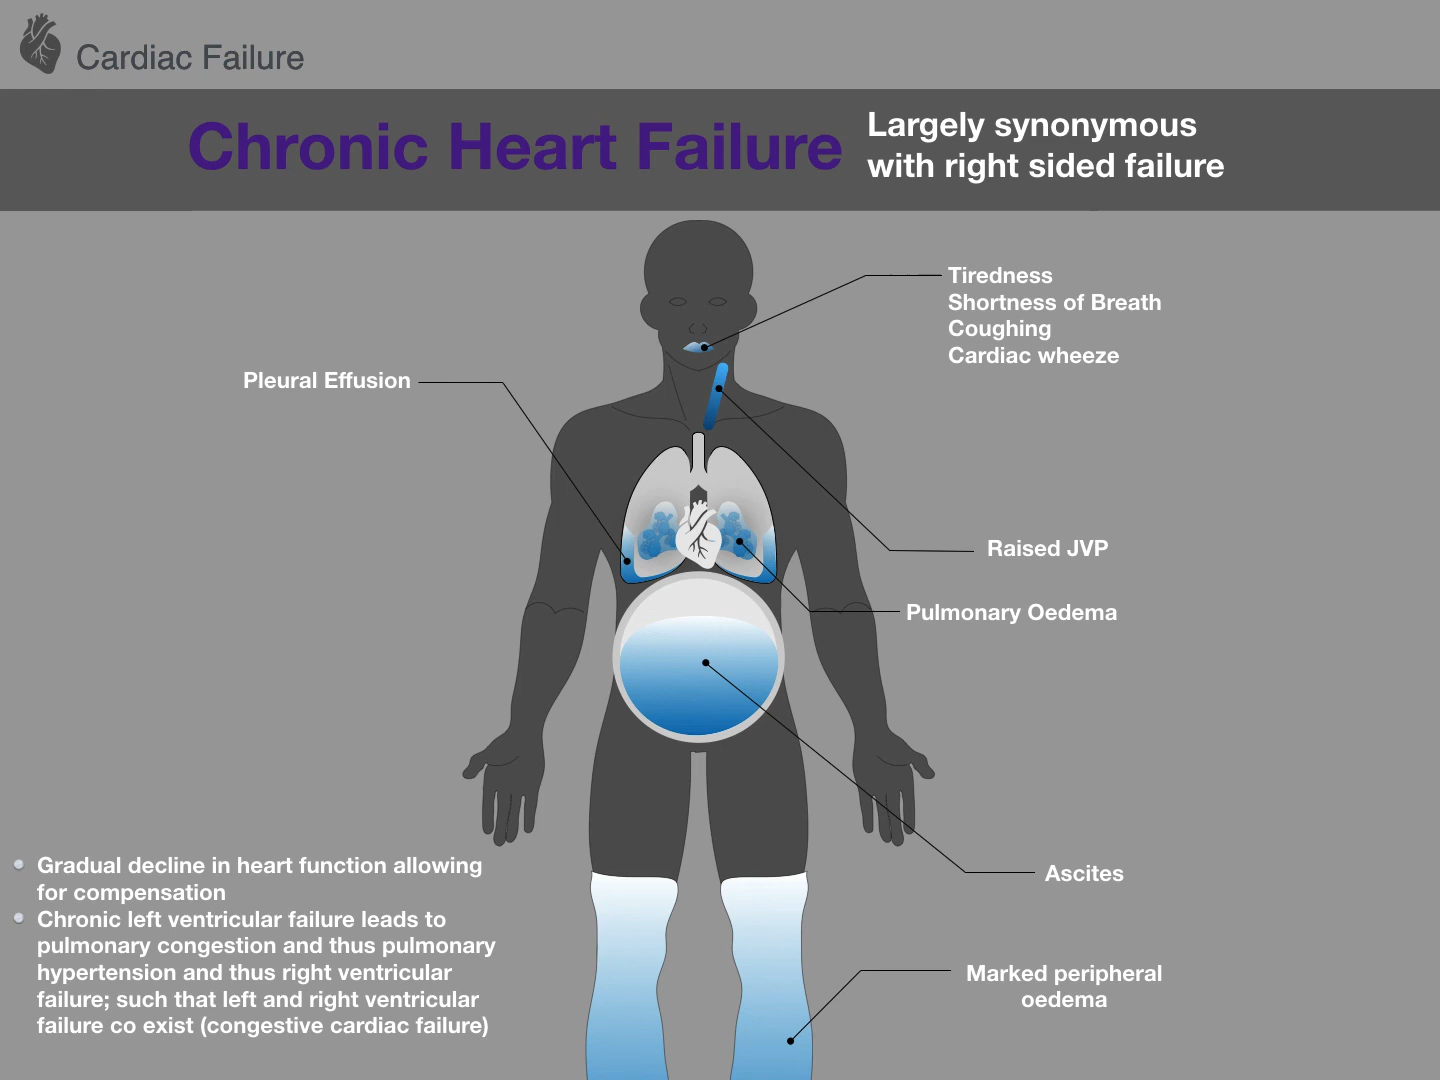 Cardiac Failure
Chronic Heart Failure
Largely synonymous
with right sided failure
Tiredness
Shortness of Breath
Coughing
Cardiac wheeze
Pleural Effusion
Raised JVP
Pulmonary Oedema
Ascites
Marked peripheral
oedema
Gradual decline in heart function allowing
for compensation
Chronic left ventricular failure leads to
pulmonary congestion and thus pulmonary
hypertension and thus right ventricular
failure; such that left and right ventricular
failure co exist (congestive cardiac failure)